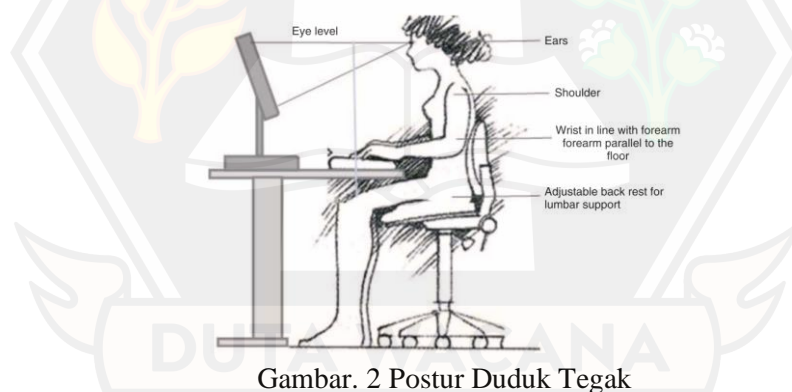 Eye level
Ears
Shoulder
Wrist in line with forearm
forearm parallel to the
floor
Adjustable back rest for
lumbar support
DUTA WACANA
Gambar. 2 Postur Duduk Tegak